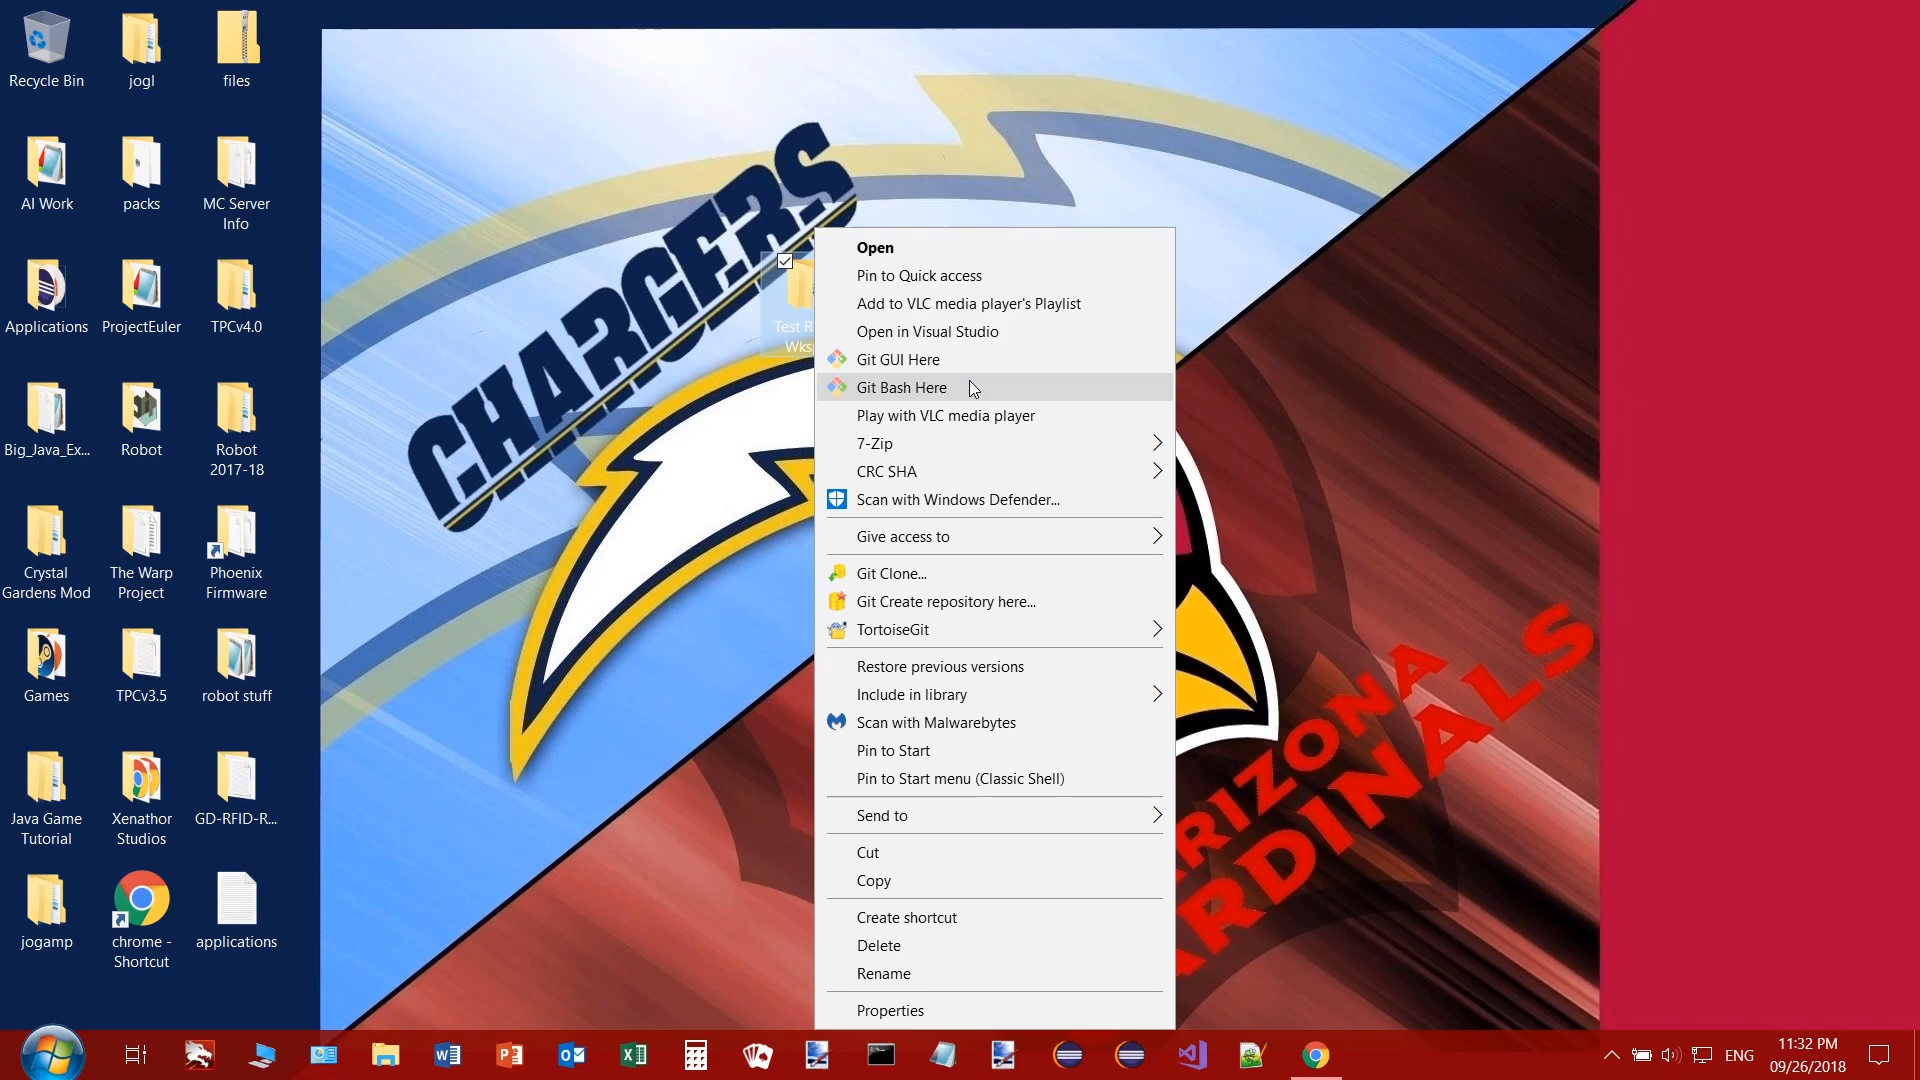 Recycle Bin
jogl
files
AI Work
packs
MC Server
Info
Applications
ProjectEuler
TPCv4.0
Big_Java_Ex...
Robot
Robot
2017-18
Crystal
Gardens Mod
The Warp
Project
Phoenix
Firmware
Games
TPCv3.5
robot stuff
Java Game
Tutorial
Xenathor
Studios
GD-RFID-R...
jogamp
chrome -
Shortcut
applications
CHARGERS
Test
Open
Pin to Quick access
Add to VLC media player's Playlist
Open in Visual Studio
Git GUI Here
Git Bash Here
Play with VLC media player
7-Zip
CRC SHA
Scan with Windows Defender...
Give access to
Git Clone...
Git Create repository here...
TortoiseGit
Restore previous versions
Include in library
Scan with Malwarebytes
Pin to Start
Pin to Start menu (Classic Shell)
Send to
Cut
Copy
Create shortcut
Delete
Rename
Properties
RIZONA
ARDINALS
ENG
11:32 PM
09/26/2018